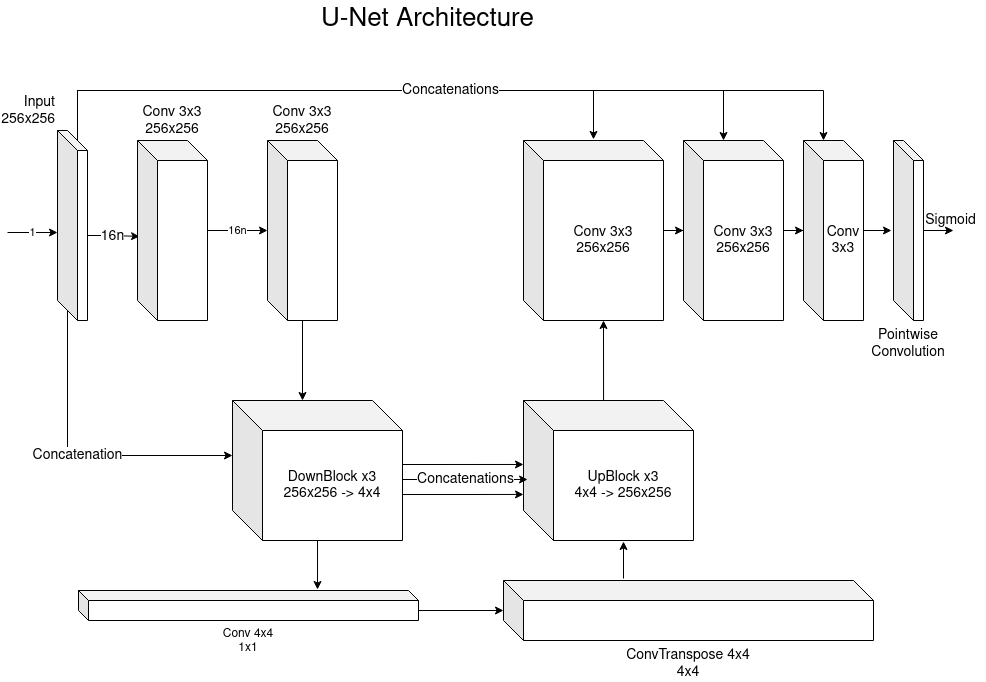 U-Net Architecture
Concatenations
Input
256x256
Conv 3x3
256x256
Conv 3x3
256x256
1
16n
16n
Conv 3x3
256x256
Conv 3x3
256x256
Conv
3x3
Sigmoid
Pointwise
Convolution
Concatenation
DownBlock x3
256x256 -> 4x4
Concatenations
UpBlock x3
4x4 -> 256x256
Conv 4x4
1x1
ConvTranspose 4x4
4x4